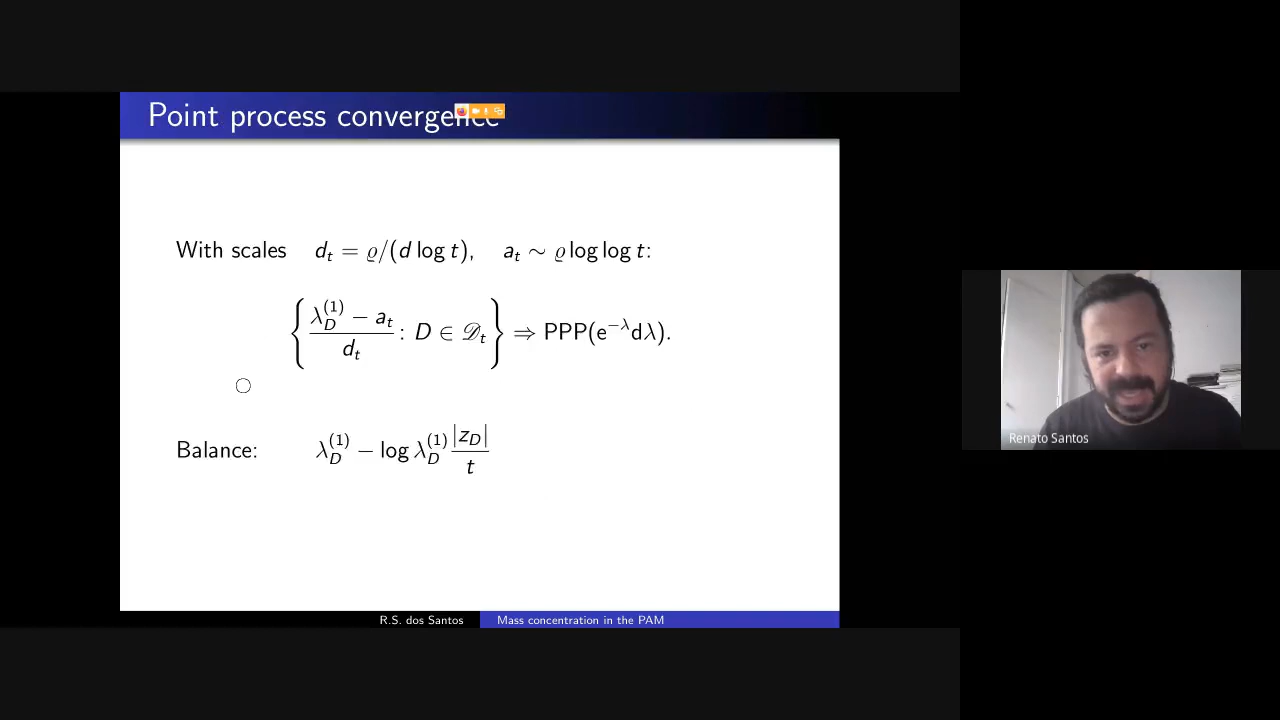 Point process convergence
With scales d_t = ϱ/(d log t), a_t ∼ ϱ log log t:
{ (λ_D^{(1)} − a_t) / d_t : D ∈ 𝒟_t } ⇒ PPP(e^{−λ}dλ).
Balance: λ_D^{(1)} − log λ_D^{(1)} |z_D| / t
Renato Santos
R.S. dos Santos Mass concentration in the PAM